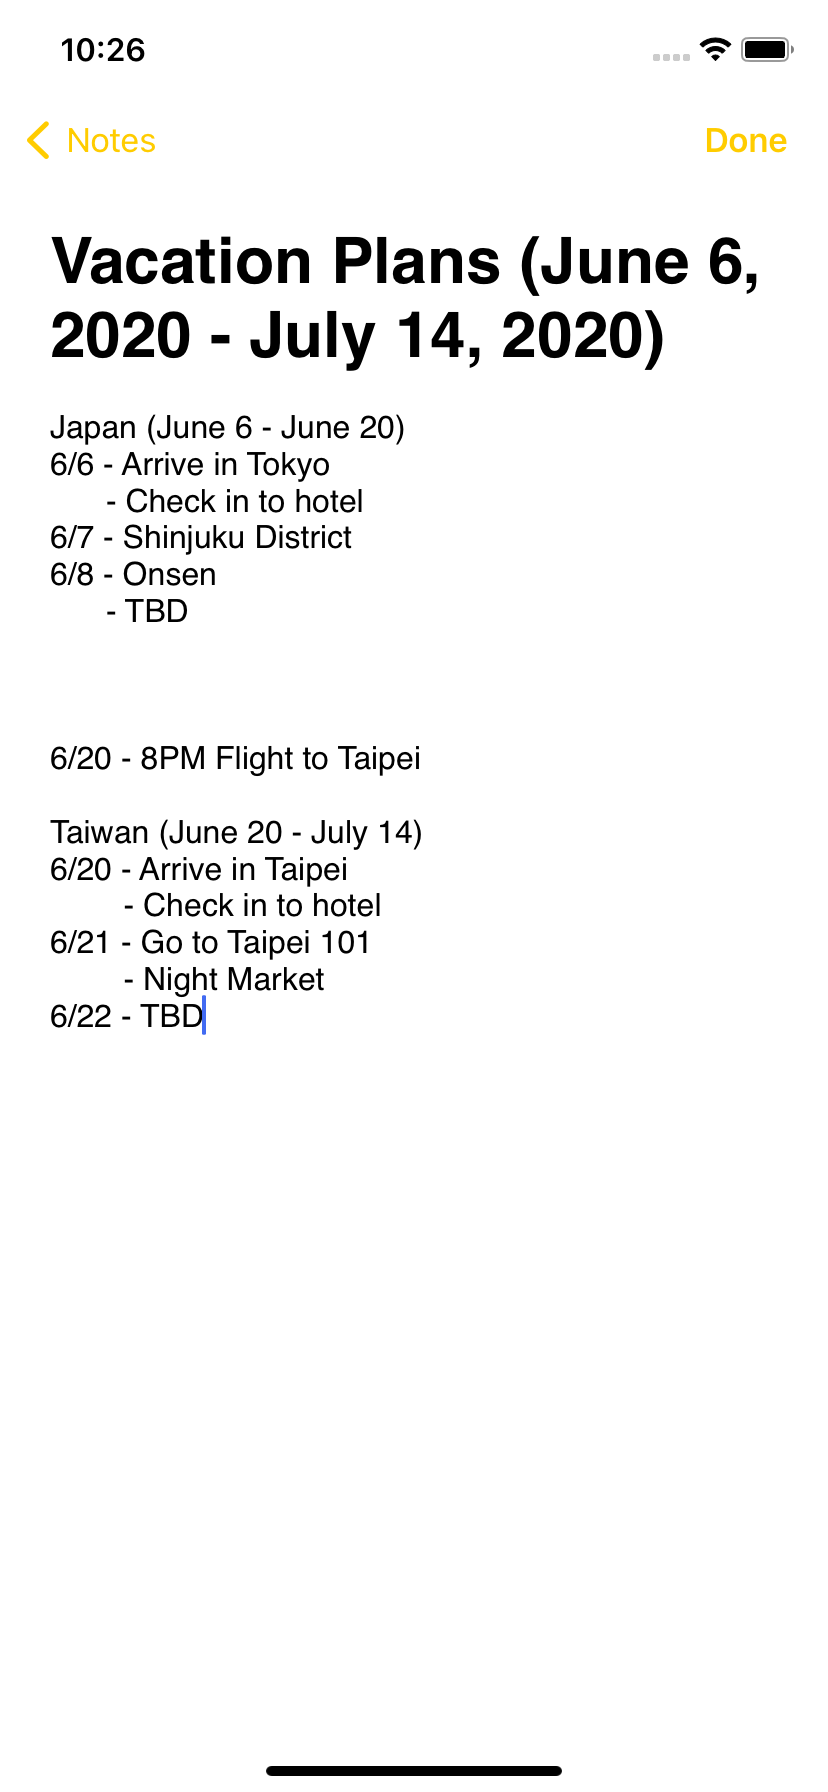 10:26
Notes
Done
Vacation Plans (June 6,
2020 - July 14, 2020)
Japan (June 6 - June 20)
6/6 - Arrive in Tokyo
- Check in to hotel
6/7 - Shinjuku District
6/8 - Onsen
- TBD
6/20 - 8PM Flight to Taipei
Taiwan (June 20 - July 14)
6/20 - Arrive in Taipei
- Check in to hotel
6/21 - Go to Taipei 101
- Night Market
6/22 - TBD